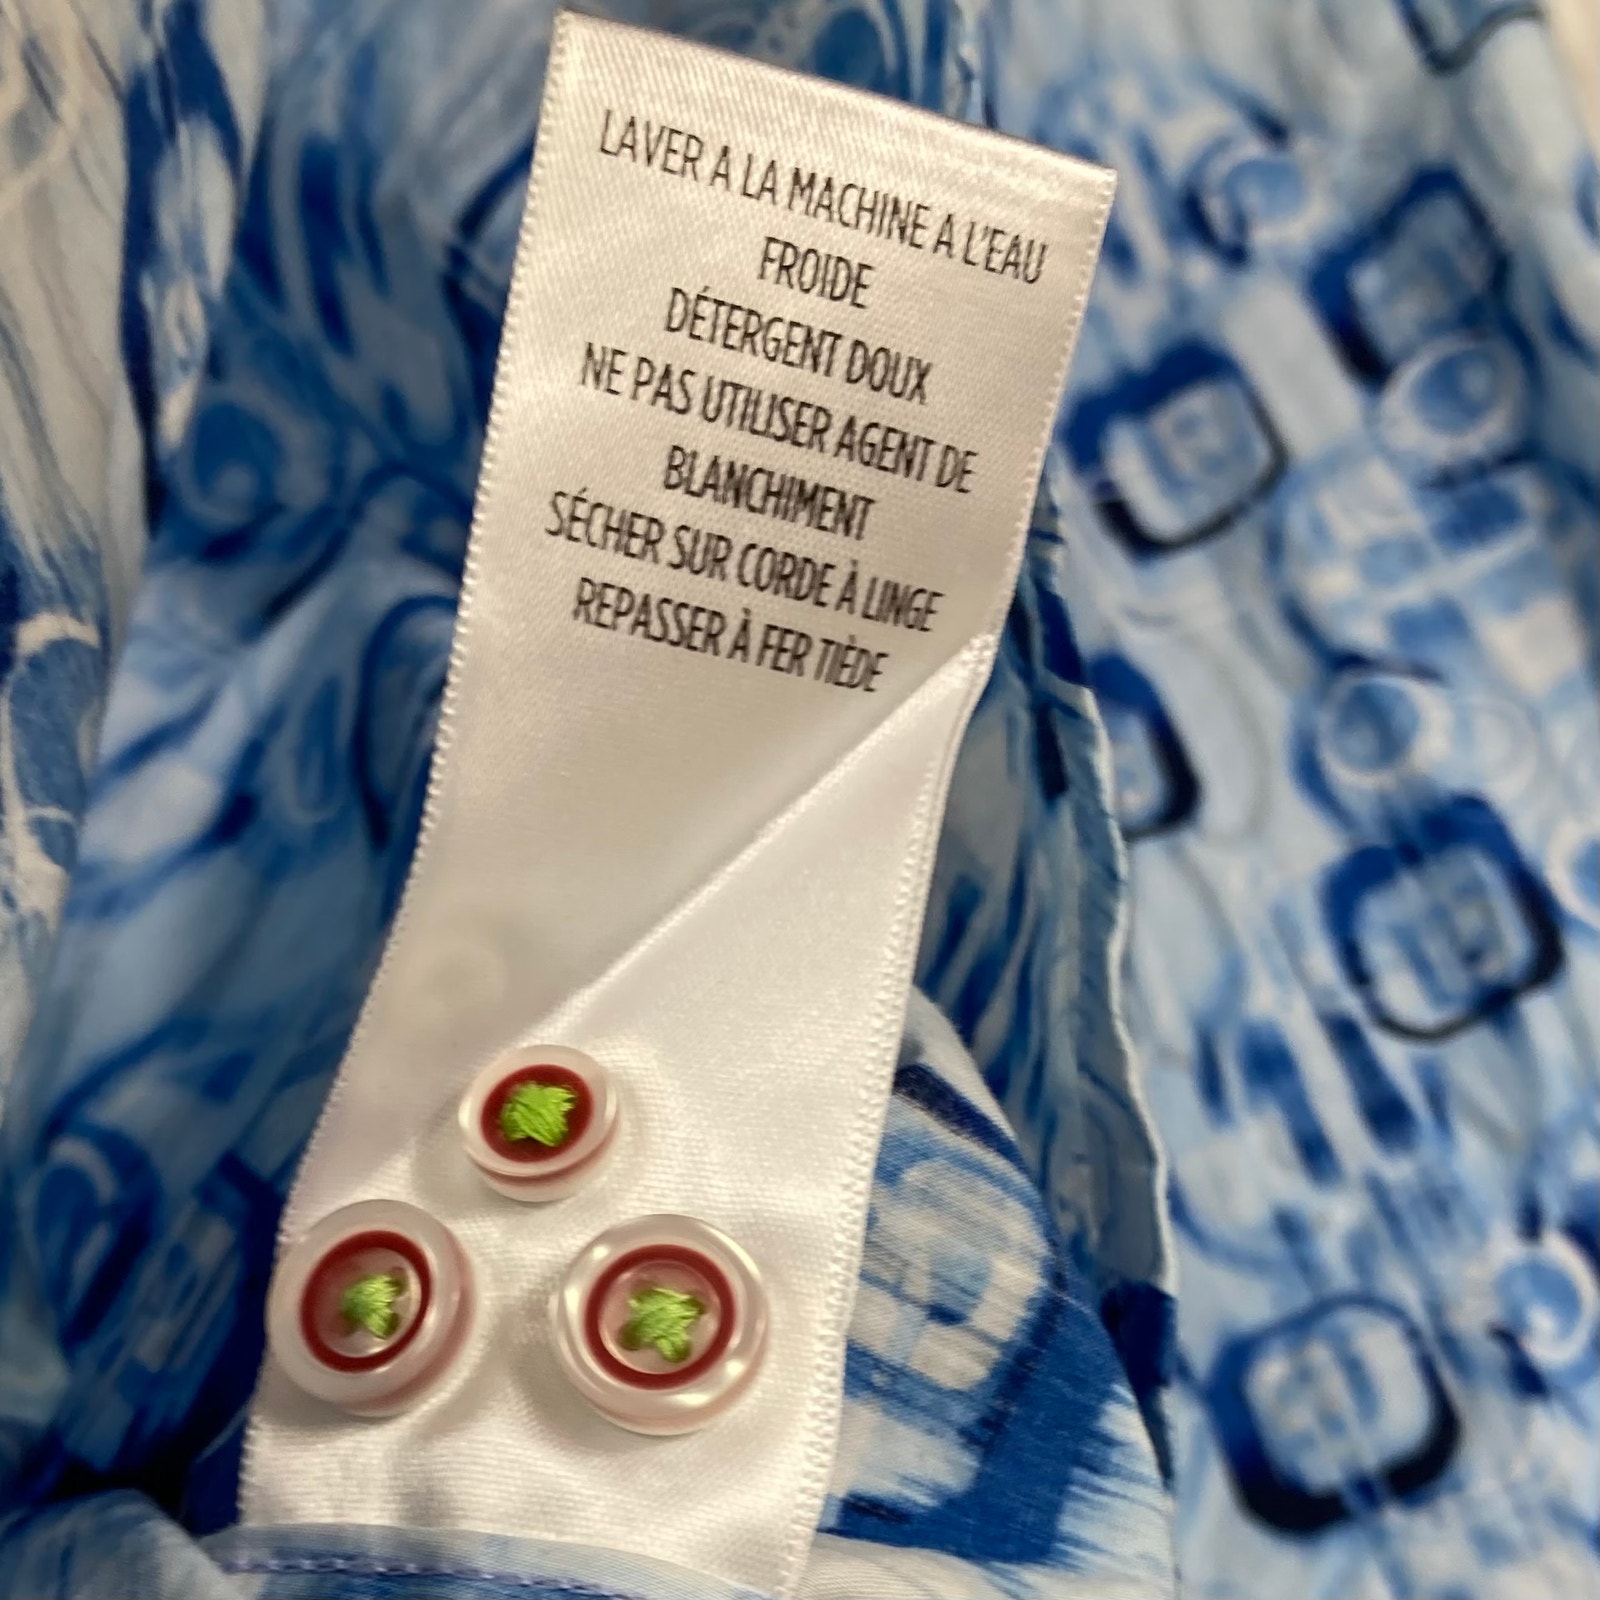 LAVER A LA MACHINE A L'EAU
FROIDE
DÉTERGENT DOUX
NE PAS UTILISER AGENT DE
BLANCHIMENT
SÉCHER SUR CORDE À LINGE
REPASSER À FER TIÈDE